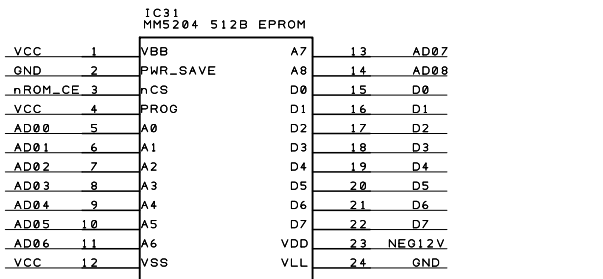 IC31
MM5204 512B EPROM
VCC 1 VBB A7 13 AD07
GND 2 PWR_SAVE A8 14 AD08
nROM_CE 3 nCS D0 15 D0
VCC 4 PROG D1 16 D1
AD00 5 A0 D2 17 D2
AD01 6 A1 D3 18 D3
AD02 7 A2 D4 19 D4
AD03 8 A3 D5 20 D5
AD04 9 A4 D6 21 D6
AD05 10 A5 D7 22 D7
AD06 11 A6 VDD 23 NEG12V
VCC 12 VSS VLL 24 GND